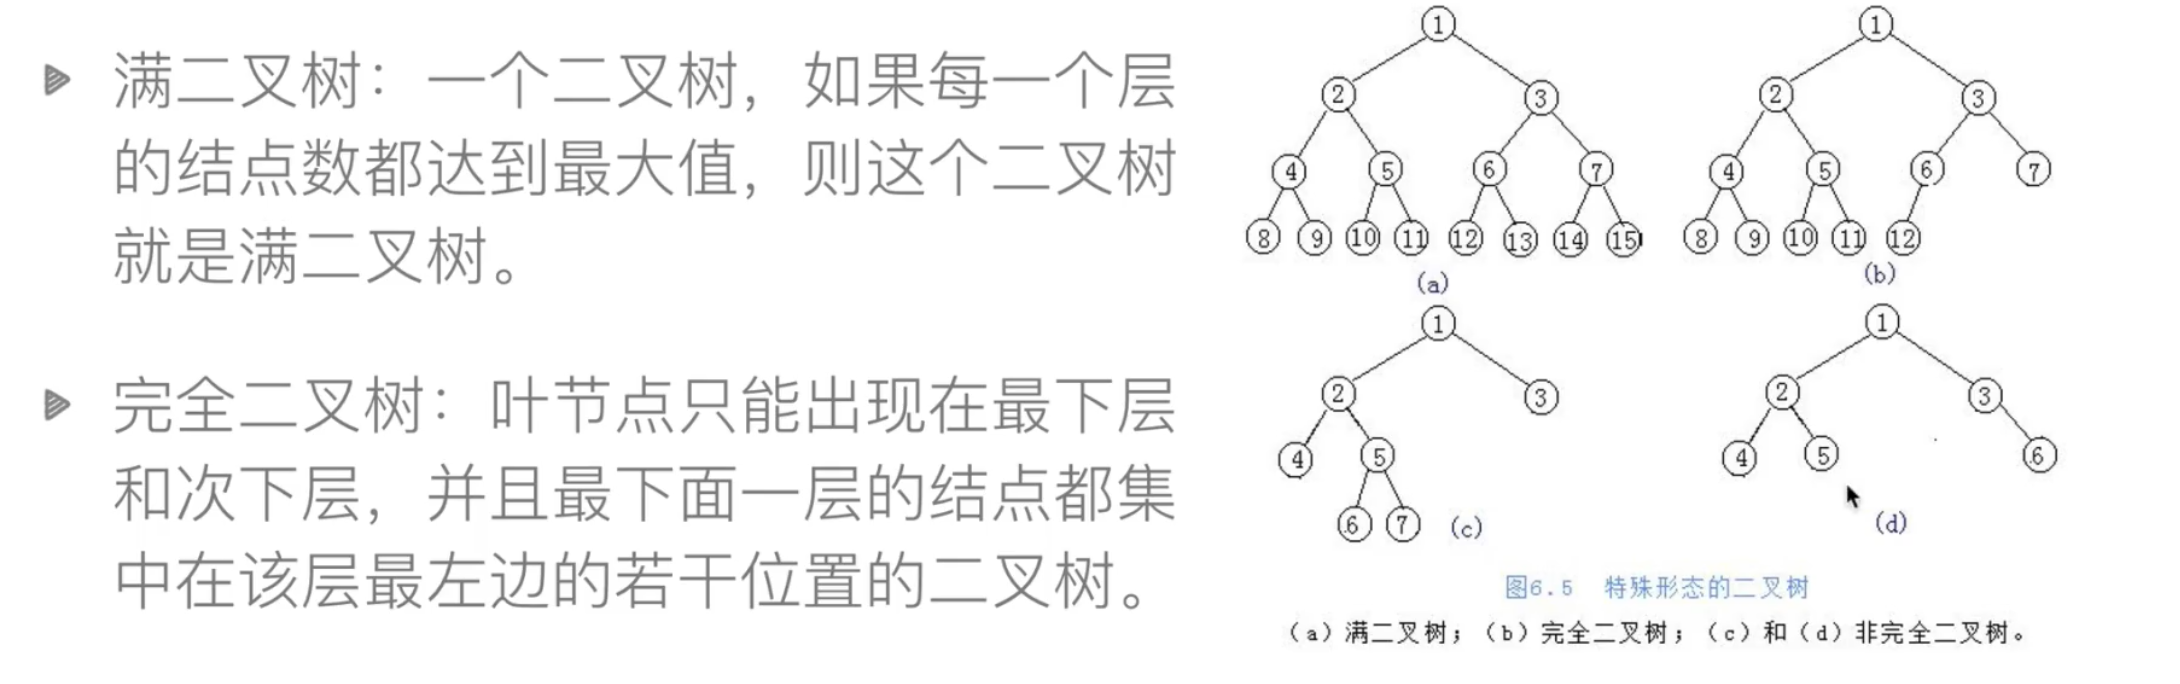 满二叉树：一个二叉树，如果每一个层
的结点数都达到最大值，则这个二叉树
就是满二叉树。
完全二叉树：叶节点只能出现在最下层
和次下层，并且最下面一层的结点都集
中在该层最左边的若干位置的二叉树。
1
2 3
4 5 6 7
8 9 10 11 12 13 14 15
(a)
1
2 3
4 5 6 7
8 9 10 11 12
(b)
1
2 3
4 5
6 7
(c)
1
2 3
4 5 6
(d)
图6.5 特殊形态的二叉树
(a)满二叉树；(b)完全二叉树；(c)和(d)非完全二叉树。